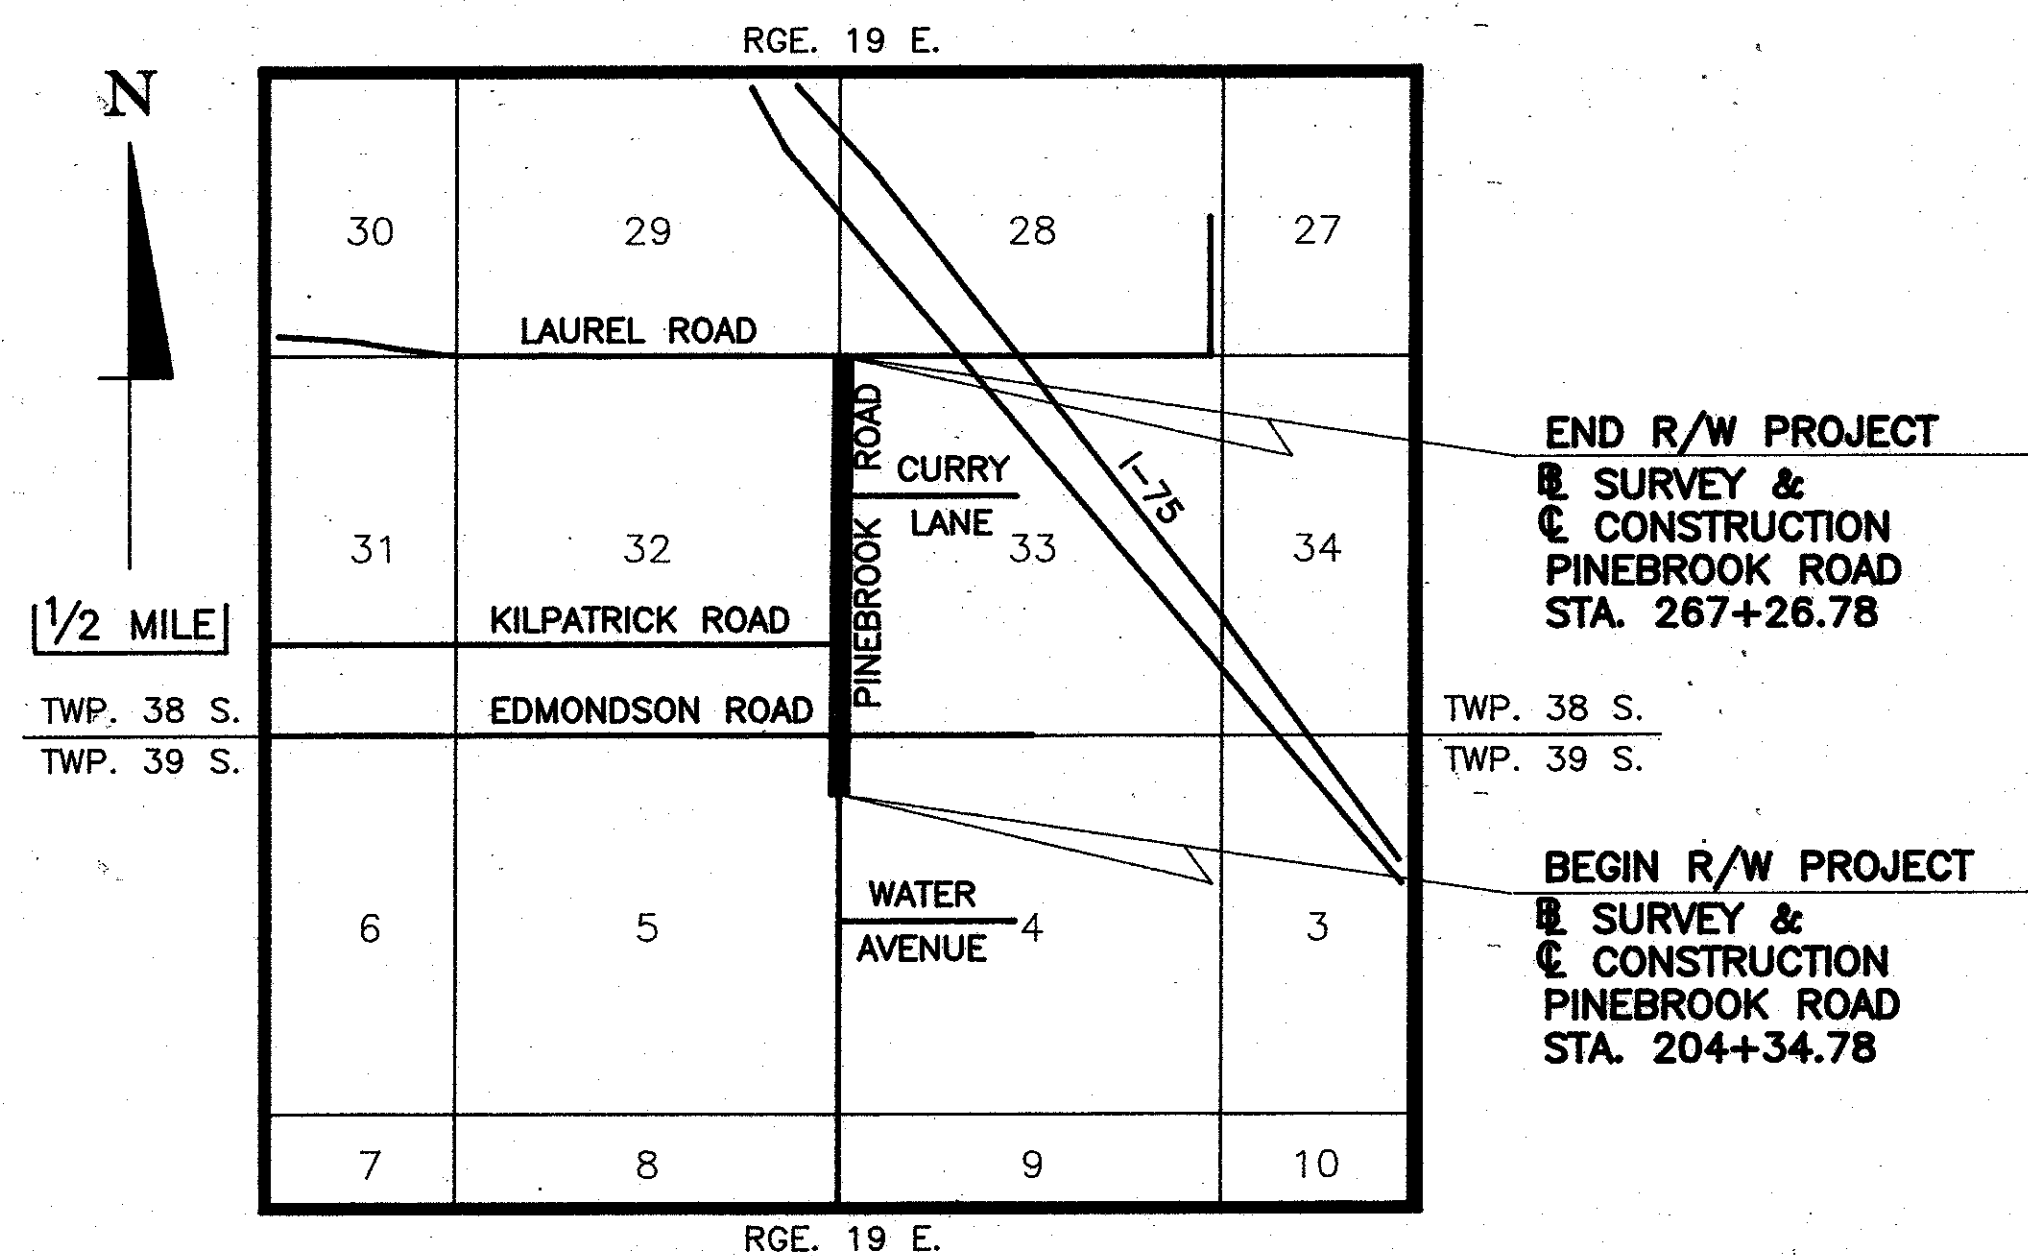 RGE. 19 E.
N
30 29 28 27
LAUREL ROAD
PINEBROOK ROAD
CURRY
LANE
I-75
31 32 33 34
END R/W PROJECT
℄ SURVEY &
℄ CONSTRUCTION
PINEBROOK ROAD
STA. 267+26.78
1/2 MILE
KILPATRICK ROAD
TWP. 38 S.
EDMONDSON ROAD
TWP. 38 S.
TWP. 39 S.
TWP. 39 S.
BEGIN R/W PROJECT
℄ SURVEY &
℄ CONSTRUCTION
PINEBROOK ROAD
STA. 204+34.78
WATER
AVENUE
6 5 4 3
7 8 9 10
RGE. 19 E.